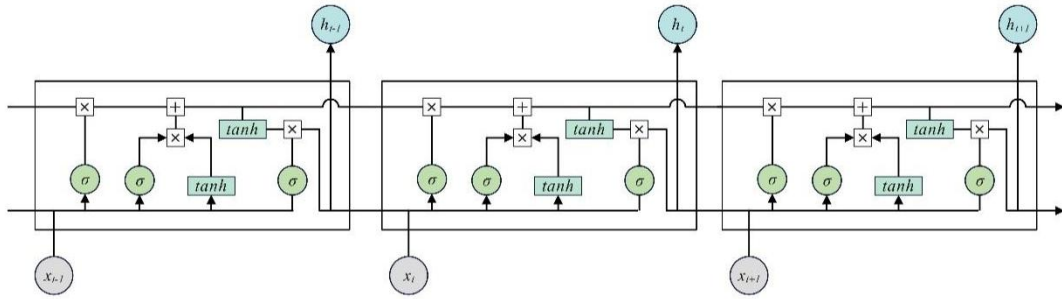 h_{t-1} h_t h_{t+1}
× + × + × +
tanh × tanh × tanh ×
× × ×
σ σ tanh σ σ σ tanh σ σ σ tanh σ
x_{t-1} x_t x_{t+1}